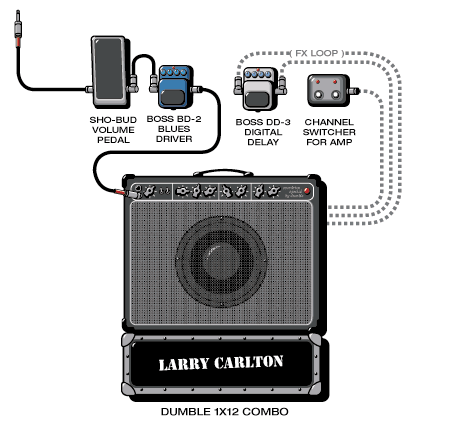 ( FX LOOP )
SHO-BUD
VOLUME
PEDAL
BOSS BD-2
BLUES
DRIVER
BOSS DD-3
DIGITAL
DELAY
CHANNEL
SWITCHER
FOR AMP
LARRY CARLTON
DUMBLE 1X12 COMBO